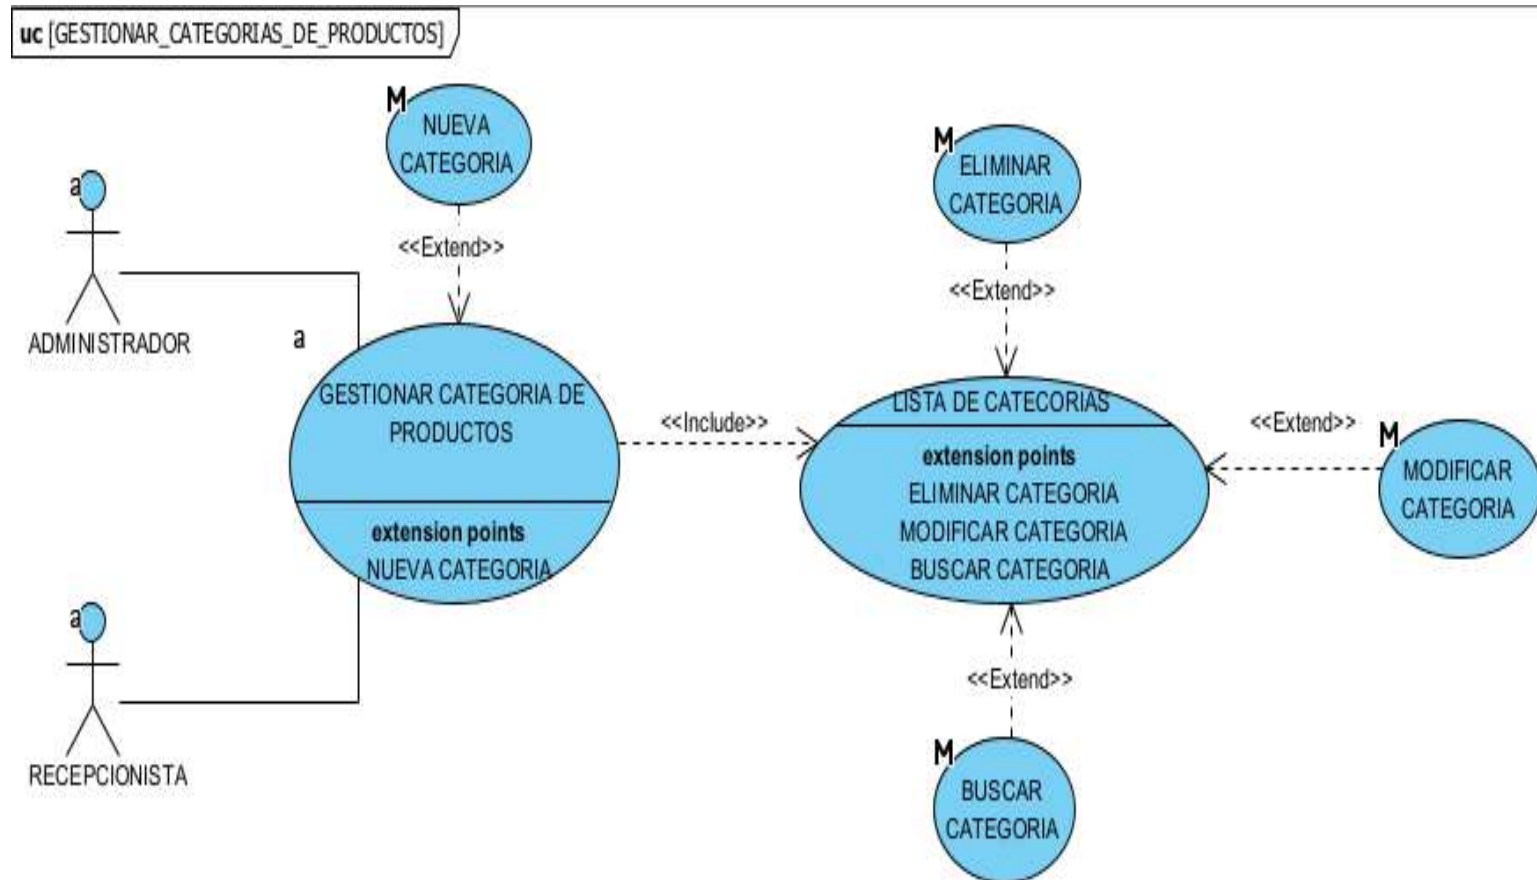 uc [GESTIONAR_CATEGORIAS_DE_PRODUCTOS]
M
NUEVA
CATEGORIA
<<Extend>>
a
ADMINISTRADOR
a
GESTIONAR CATEGORIA DE
PRODUCTOS
extension points
NUEVA CATEGORIA
a
RECEPCIONISTA
<<Include>>
M
ELIMINAR
CATEGORIA
<<Extend>>
LISTA DE CATECORIAS
extension points
ELIMINAR CATEGORIA
MODIFICAR CATEGORIA
BUSCAR CATEGORIA
<<Extend>>
M
MODIFICAR
CATEGORIA
<<Extend>>
M
BUSCAR
CATEGORIA